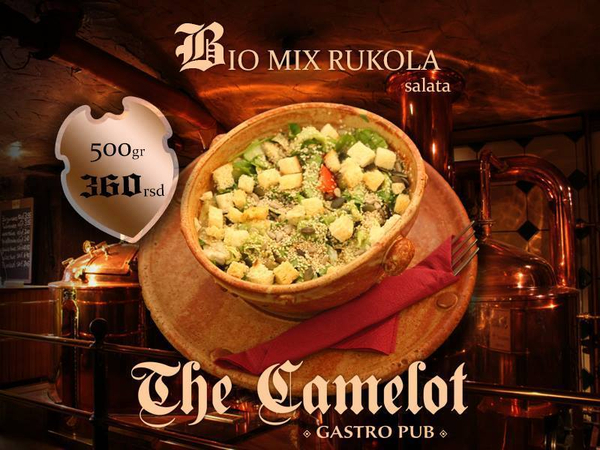 BIO MIX RUKOLA
salata
500gr
360rsd
The Camelot
GASTRO PUB